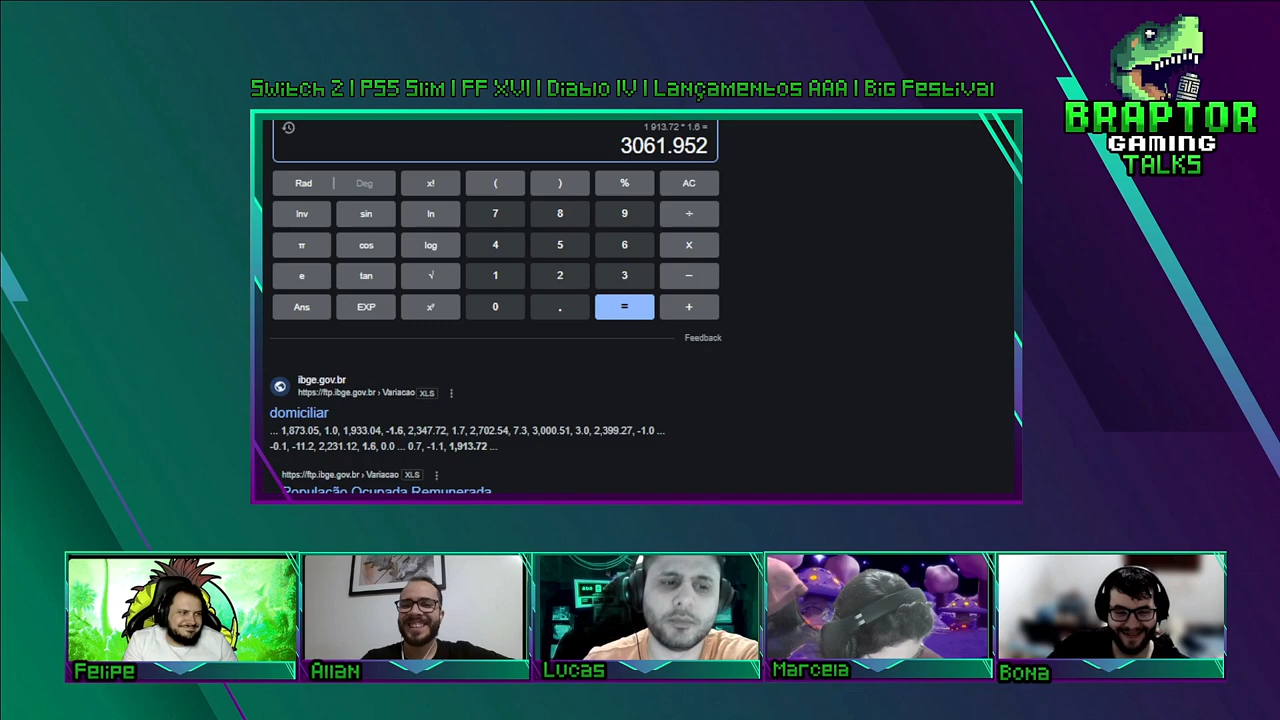 Switch 2 | PS5 Slim | FF XVI | Diablo IV | Lançamentos AAA | Big Festival
BRAPTOR
GAMING
TALKS
1 913.72 * 1.6 =
3061.952
Rad | Deg x! ( ) % AC
Inv sin ln 7 8 9 ÷
π cos log 4 5 6 X
e tan √ 1 2 3 −
Ans EXP xʸ 0 . = +
Feedback
ibge.gov.br
https://ftp.ibge.gov.br › Variacao XLS
domiciliar
... 1,873.05, 1.0, 1,933.04, -1.6, 2,347.72, 1.7, 2,702.54, 7.3, 3,000.51, 3.0, 2,399.27, -1.0 ...
-0.1, -11.2, 2,231.12, 1.6, 0.0 ... 0.7, -1.1, 1,913.72 ...
https://ftp.ibge.gov.br › Variacao XLS
População Ocupada Remunerada
Felipe
Allan
Lucas
Marcela
Bona